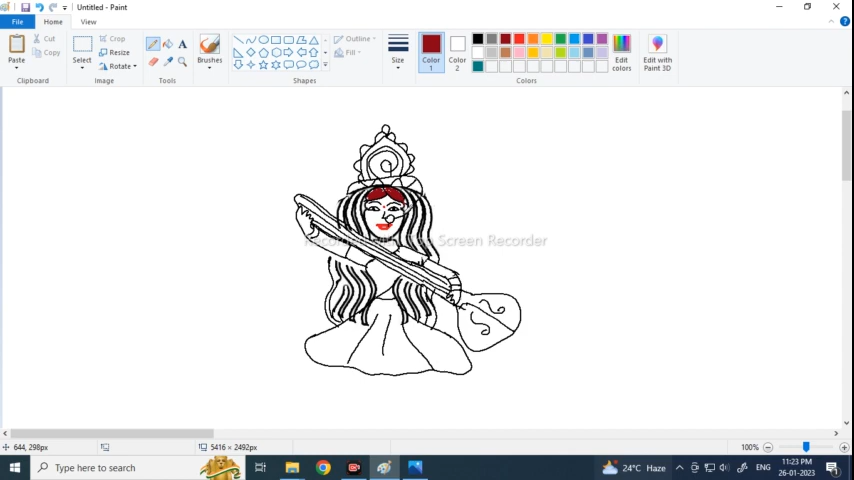 Untitled - Paint
File Home View
Paste
Cut
Copy
Clipboard
Select
Crop
Resize
Rotate
Image
Tools
Brushes
Shapes
Outline
Fill
Size
Color 1
Color 2
Colors
Edit colors
Edit with Paint 3D
Recorded with iTop Screen Recorder
644, 298px
5416 × 2492px
100%
Type here to search
24°C Haze
ENG
11:23 PM
26-01-2023